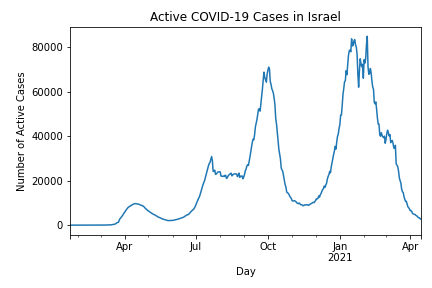 Active COVID-19 Cases in Israel
Number of Active Cases
80000
60000
40000
20000
0
Apr
Jul
Oct
Jan
2021
Apr
Day